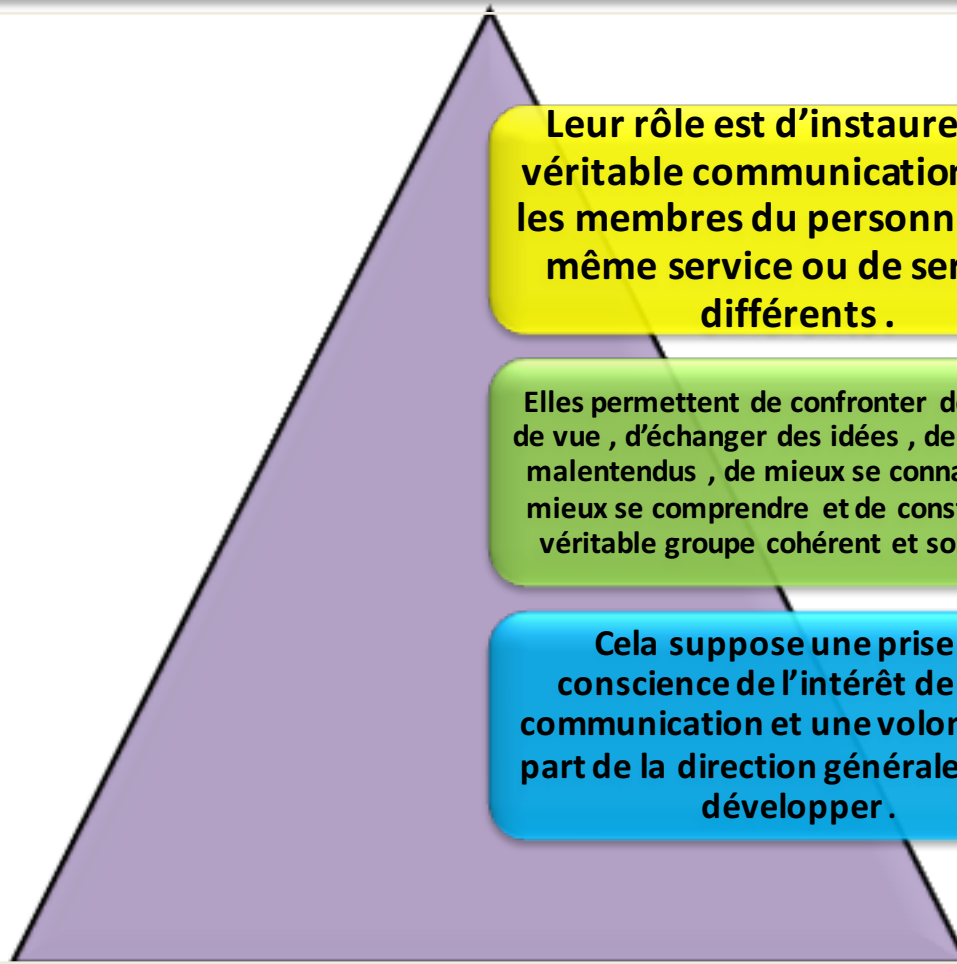 Leur rôle est d’instaure
véritable communication
les membres du personn
même service ou de ser
différents .
Elles permettent de confronter d
de vue , d’échanger des idées , de
malentendus , de mieux se conna
mieux se comprendre et de cons
véritable groupe cohérent et so
Cela suppose une prise
conscience de l’intérêt de
communication et une volon
part de la direction générale
développer .